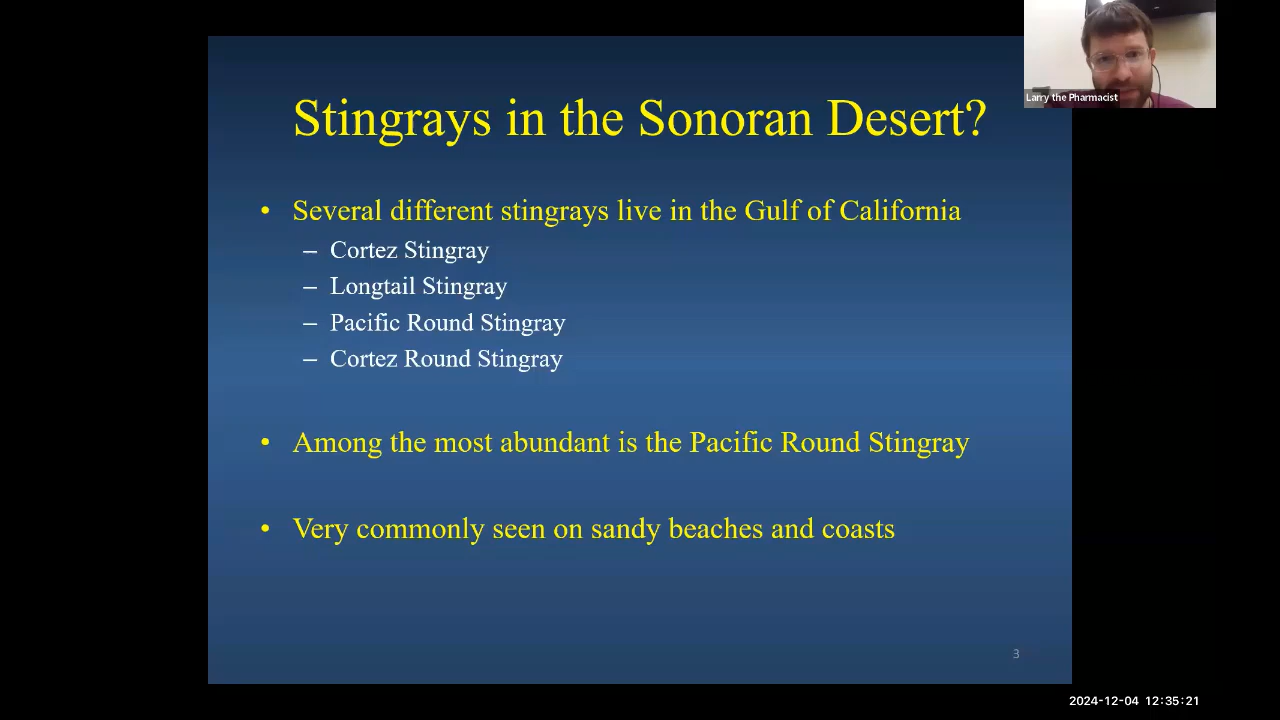 Stingrays in the Sonoran Desert?
Larry the Pharmacist
• Several different stingrays live in the Gulf of California
– Cortez Stingray
– Longtail Stingray
– Pacific Round Stingray
– Cortez Round Stingray
• Among the most abundant is the Pacific Round Stingray
• Very commonly seen on sandy beaches and coasts
3
2024-12-04 12:35:21